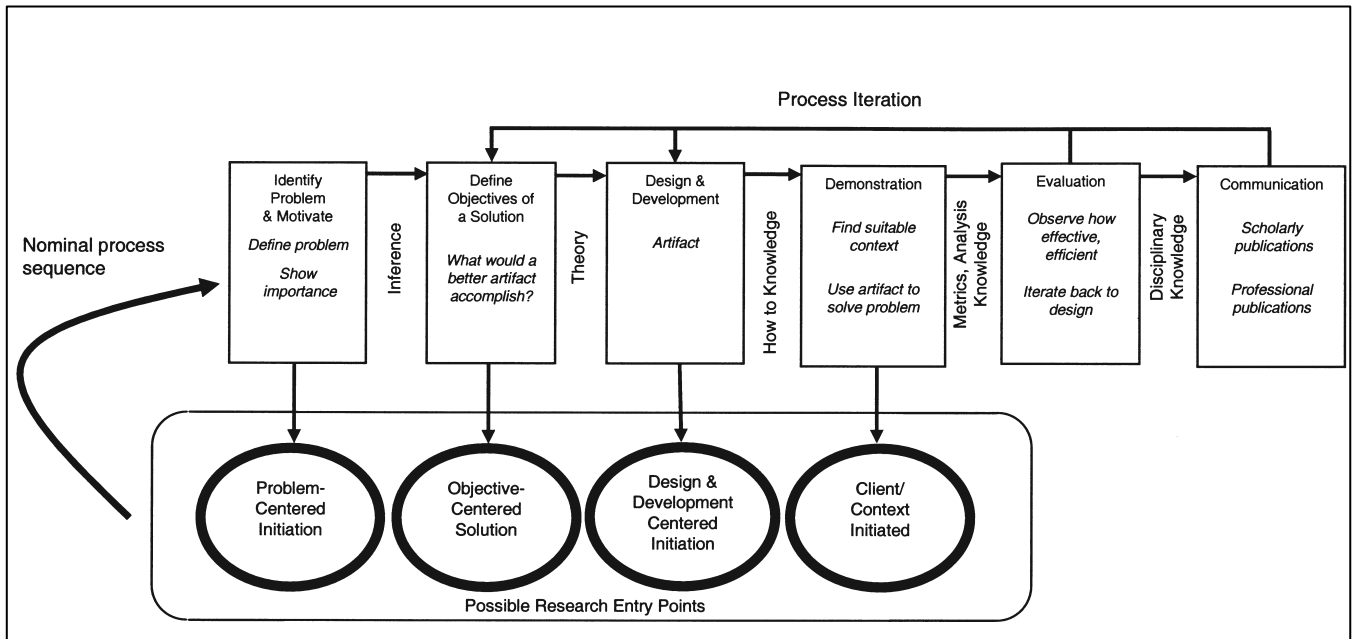 Process Iteration
Nominal process
sequence
Identify
Problem
& Motivate
Define problem
Show
importance
Inference
Define
Objectives of
a Solution
What would a
better artifact
accomplish?
Theory
Design &
Development
Artifact
How to Knowledge
Demonstration
Find suitable
context
Use artifact to
solve problem
Metrics, Analysis
Knowledge
Evaluation
Observe how
effective,
efficient
Iterate back to
design
Disciplinary
Knowledge
Communication
Scholarly
publications
Professional
publications
Problem-
Centered
Initiation
Objective-
Centered
Solution
Design &
Development
Centered
Initiation
Client/
Context
Initiated
Possible Research Entry Points